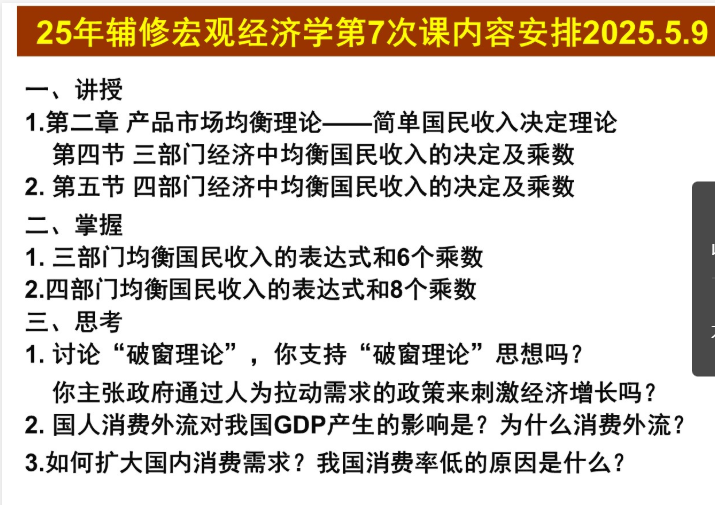 25年辅修宏观经济学第7次课内容安排2025.5.9
一、讲授
1.第二章 产品市场均衡理论——简单国民收入决定理论
第四节 三部门经济中均衡国民收入的决定及乘数
2. 第五节 四部门经济中均衡国民收入的决定及乘数
二、掌握
1. 三部门均衡国民收入的表达式和6个乘数
2.四部门均衡国民收入的表达式和8个乘数
三、思考
1. 讨论“破窗理论”，你支持“破窗理论”思想吗？
你主张政府通过人为拉动需求的政策来刺激经济增长吗？
2. 国人消费外流对我国GDP产生的影响是？为什么消费外流？
3.如何扩大国内消费需求？我国消费率低的原因是什么？